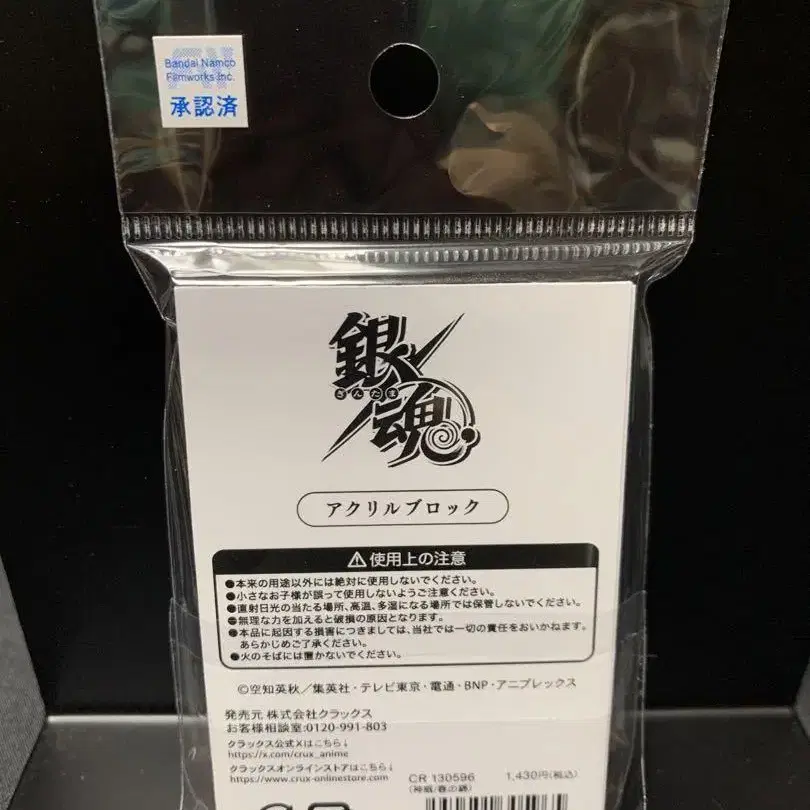 Bandai Namco
Filmworks Inc.
承認済
銀魂
ぎんたま
アクリルブロック
⚠使用上の注意
●本来の用途以外には絶対に使用しないでください。
●小さなお子様が誤って使用しないようご注意ください。
●直射日光の当たる場所、高温、多湿になる場所では保管しないでください。
●無理な力を加えると破損の原因となります。
●本品に起因する損害につきましては、当社では一切の責任をおいかねます。
あらかじめご了承ください。
●火のそばには置かないでください。
©空知英秋／集英社・テレビ東京・電通・BNP・アニプレックス
発売元 株式会社クラックス
お客様相談室:0120-991-803
クラックス公式Xはこちら↓
https://x.com/crux_anime
クラックスオンラインストアはこちら↓
https://www.crux-onlinestore.com
CR 130596 1,430円(税込)
(神威/春の錦)